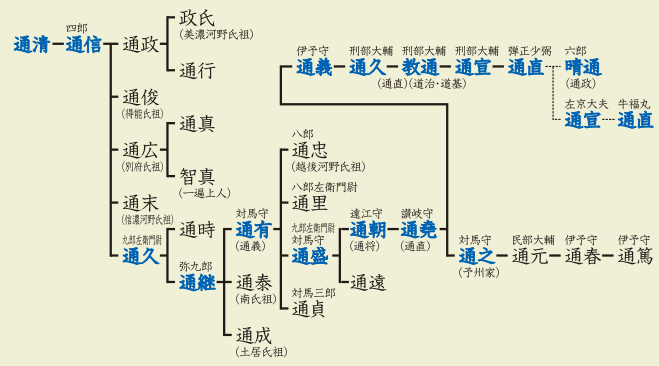 四郎
通清 通信 通政
政氏
(美濃河野氏祖)
通行
通俊
(得能氏祖)
通広
(別府氏祖)
通真
智真
(一遍上人)
通末
(信濃河野氏祖)
九郎左衛門尉
通久
通時
弥九郎
通継
対馬守
通有
(通義)
通泰
(南氏祖)
通成
(土居氏祖)
八郎
通忠
(越後河野氏祖)
八郎左衛門尉
通里
九郎左衛門尉
対馬守
通盛
対馬三郎
通貞
遠江守
通朝
(通将)
通遠
讃岐守
通堯
(通直)
伊予守
通義
刑部大輔
通久
(通直)
刑部大輔
教通
(道治・道基)
刑部大輔
通宣
弾正少弼
通直
六郎
晴通
(通政)
左京大夫
通宣
牛福丸
通直
対馬守
通之
(予州家)
民部大輔
通元
伊予守
通春
伊予守
通篤